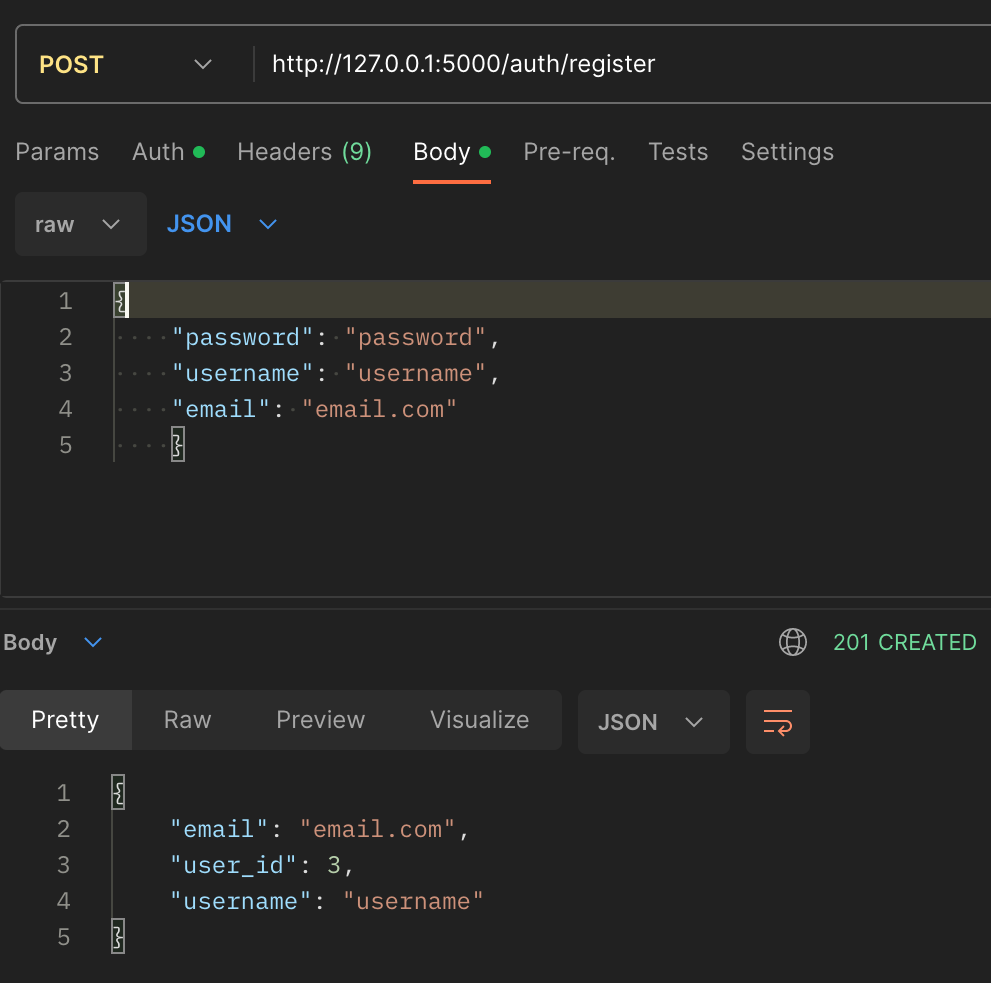 POST http://127.0.0.1:5000/auth/register
Params Auth Headers (9) Body Pre-req. Tests Settings
raw JSON
1 {
2 "password": "password",
3 "username": "username",
4 "email": "email.com"
5 }
Body 201 CREATED
Pretty Raw Preview Visualize JSON
1 {
2 "email": "email.com",
3 "user_id": 3,
4 "username": "username"
5 }